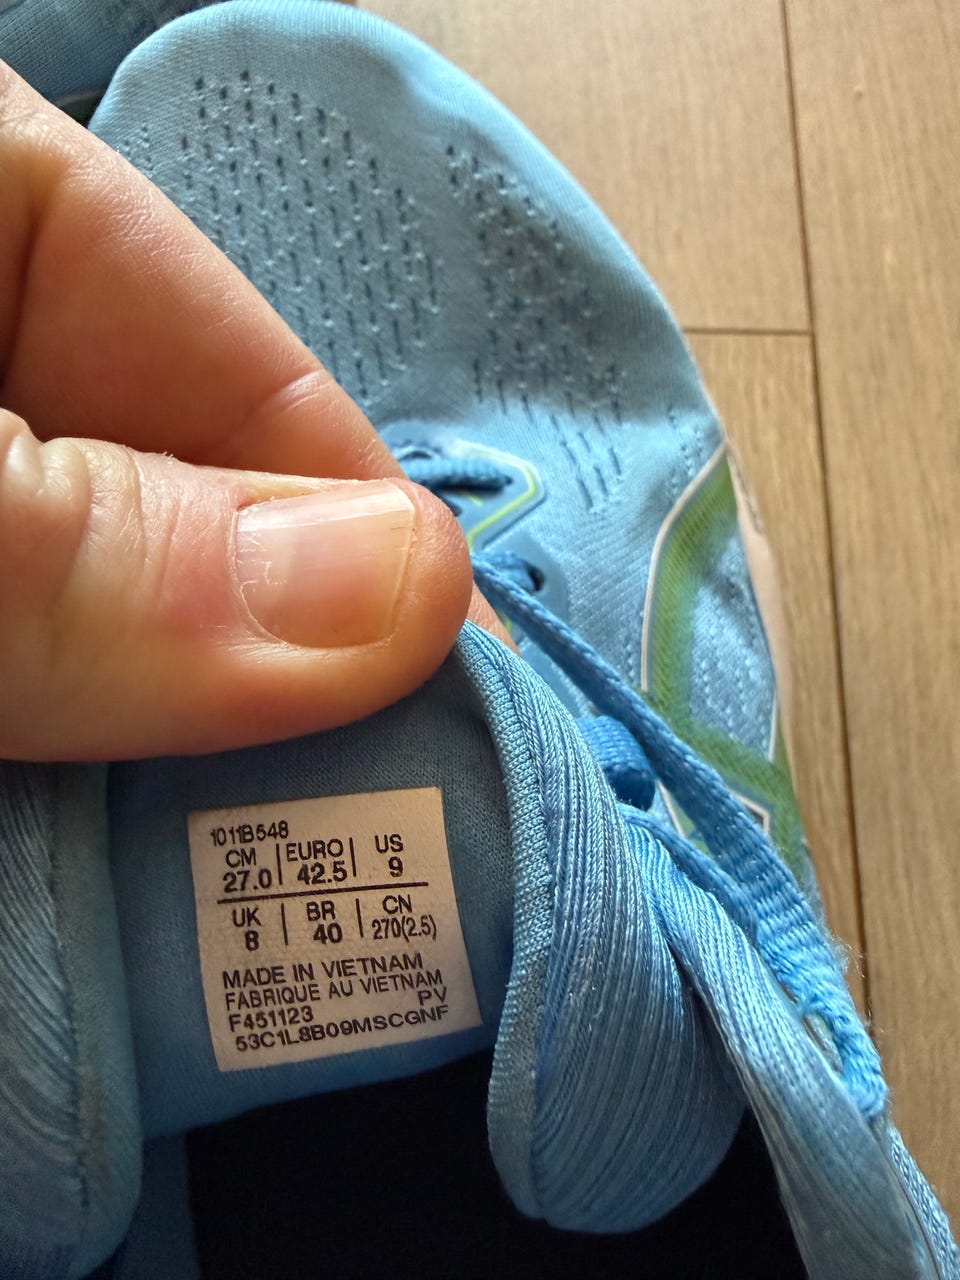 1011B548
CM | EURO | US
27.0 | 42.5 | 9
UK | BR | CN
8 | 40 | 270(2.5)
MADE IN VIETNAM
FABRIQUE AU VIETNAM
F451123 PV
53C1L8B09MSCGNF